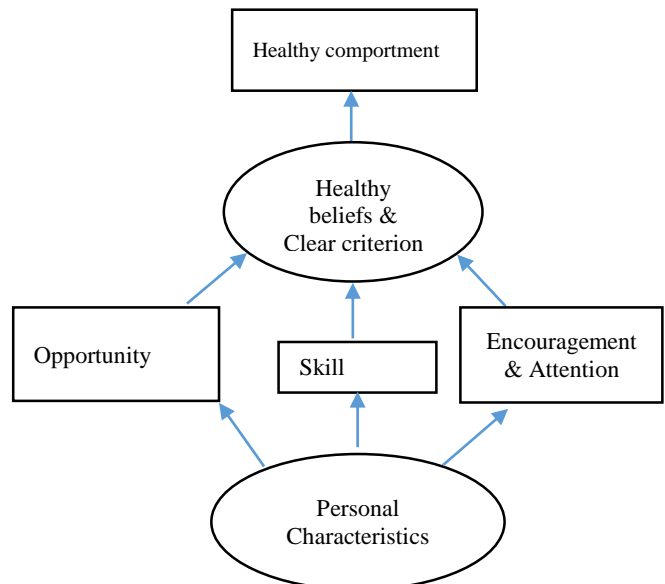 Healthy comportment
Healthy
beliefs &
Clear criterion
Opportunity
Skill
Encouragement
& Attention
Personal
Characteristics